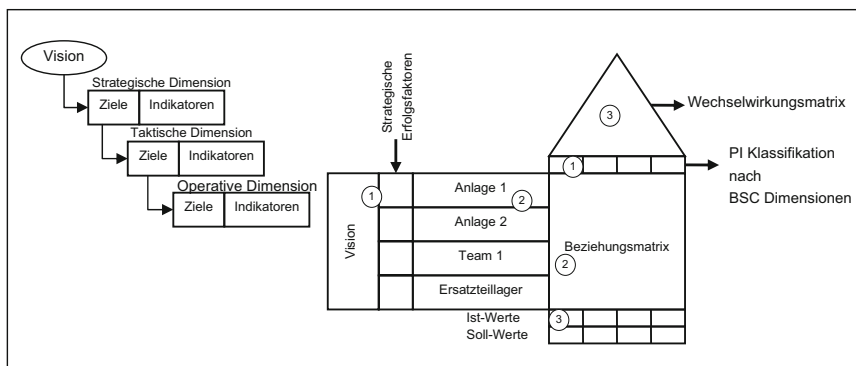 Vision
Strategische Dimension
Ziele Indikatoren
Taktische Dimension
Ziele Indikatoren
Operative Dimension
Ziele Indikatoren
Strategische
Erfolgsfaktoren
3
Wechselwirkungsmatrix
1
PI Klassifikation
nach
BSC Dimensionen
Vision
1
Anlage 1
2
Anlage 2
Team 1
Ersatzteillager
Beziehungsmatrix
2
Ist-Werte
3
Soll-Werte